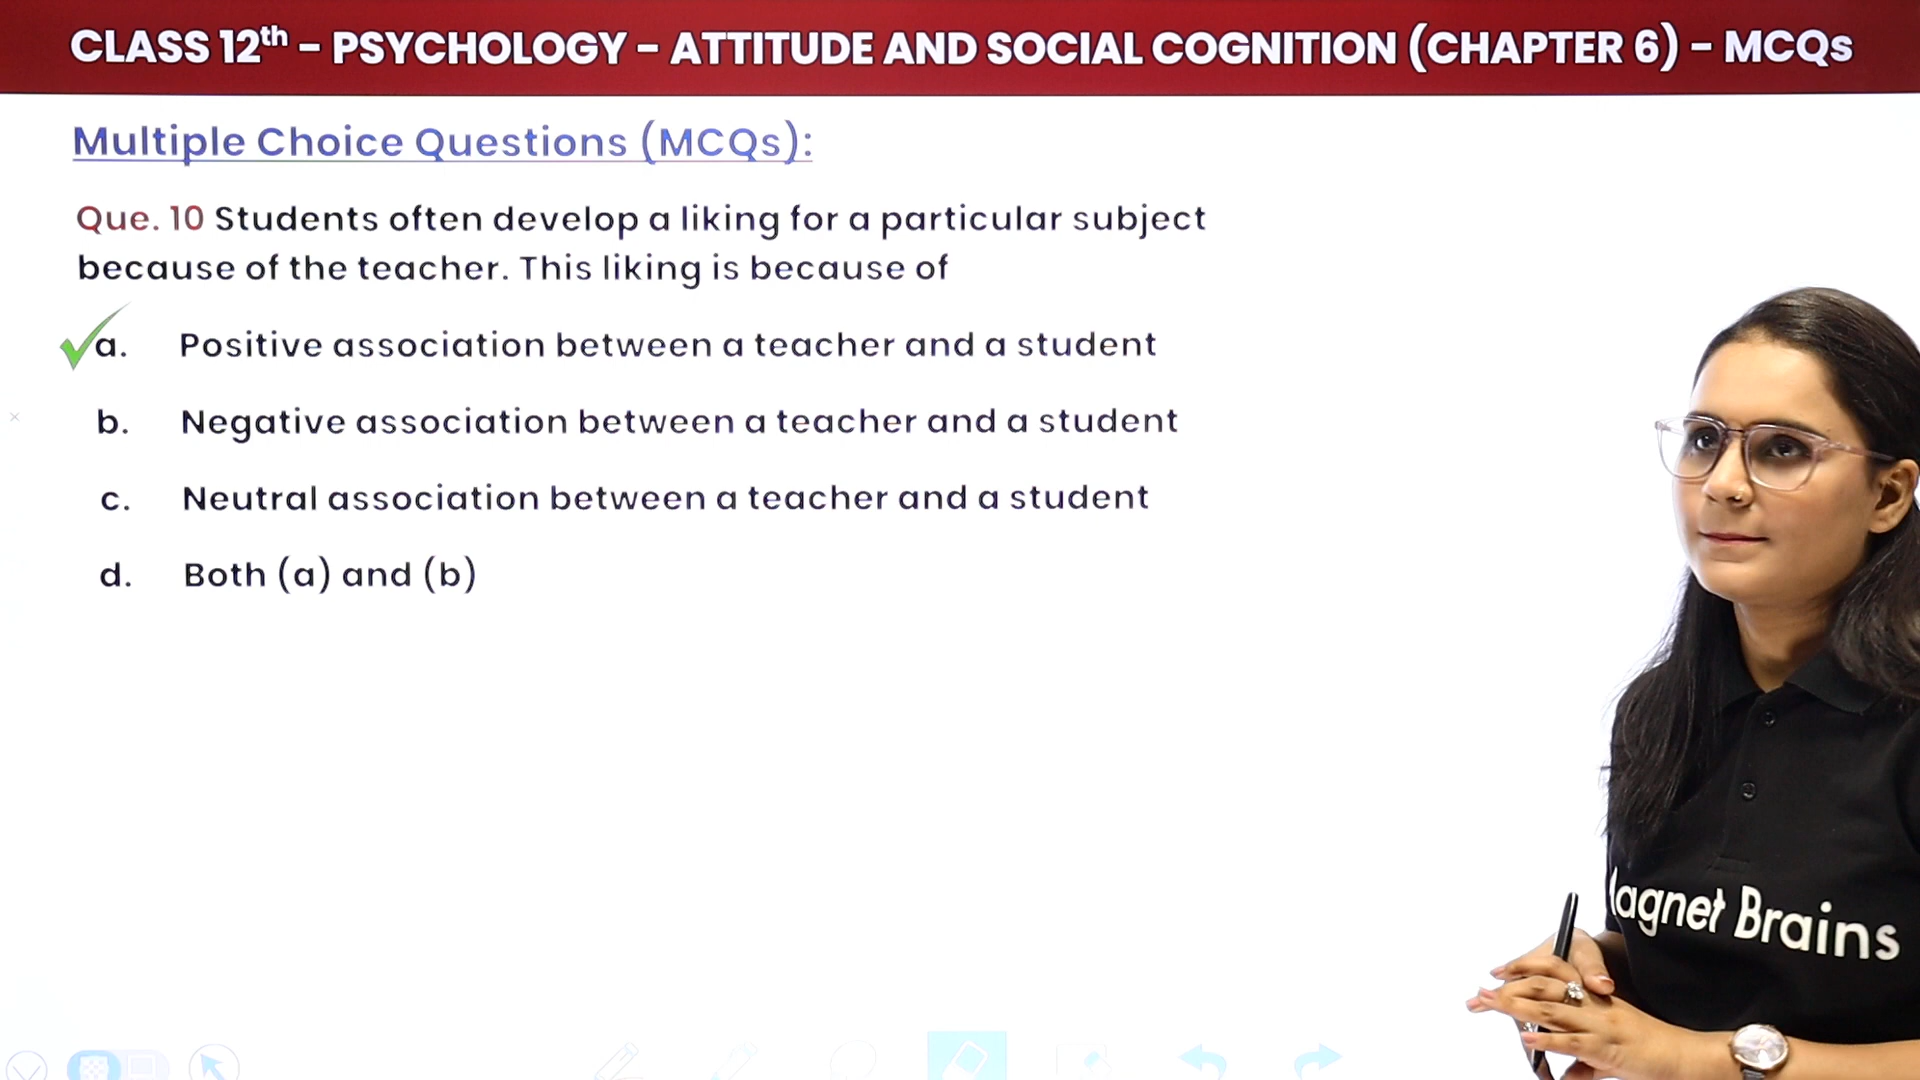 CLASS 12th – PSYCHOLOGY – ATTITUDE AND SOCIAL COGNITION (CHAPTER 6) – MCQs
Multiple Choice Questions (MCQs):
Que. 10 Students often develop a liking for a particular subject
because of the teacher. This liking is because of
a. Positive association between a teacher and a student
b. Negative association between a teacher and a student
c. Neutral association between a teacher and a student
d. Both (a) and (b)
Magnet Brains